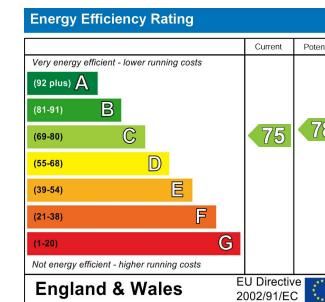 Energy Efficiency Rating
Current
Very energy efficient - lower running costs
(92 plus) A
(81-91) B
(69-80) C
75
(55-68) D
(39-54) E
(21-38) F
(1-20) G
Not energy efficient - higher running costs
England & Wales
EU Directive
2002/91/EC